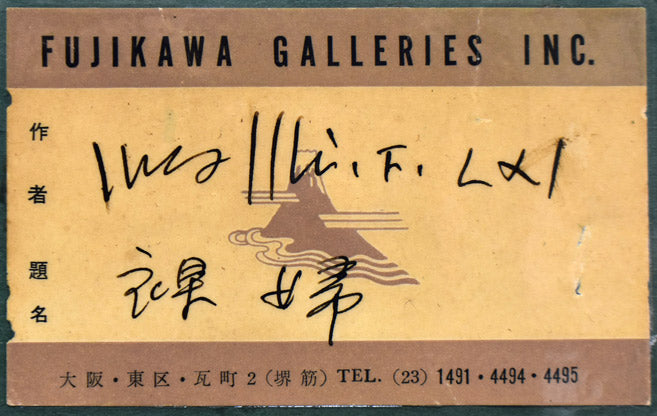 FUJIKAWA GALLERIES INC.
作者
題名
裸婦
大阪・東区・瓦町2(堺筋) TEL. (23) 1491・4494・4495